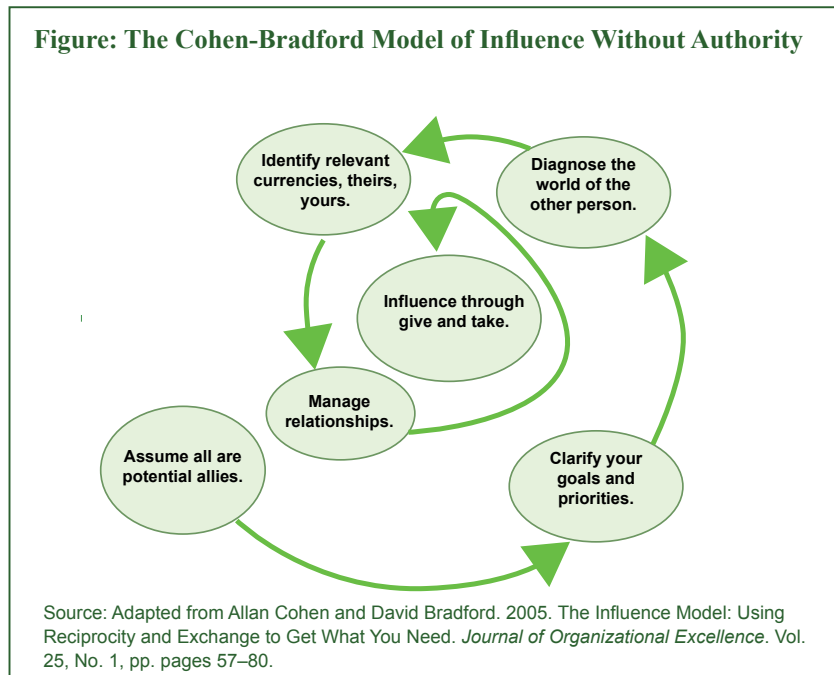 Figure: The Cohen-Bradford Model of Influence Without Authority
Identify relevant
currencies, theirs,
yours.
Diagnose the
world of the
other person.
Influence through
give and take.
Manage
relationships.
Assume all are
potential allies.
Clarify your
goals and
priorities.
Source: Adapted from Allan Cohen and David Bradford. 2005. The Influence Model: Using
Reciprocity and Exchange to Get What You Need. Journal of Organizational Excellence. Vol.
25, No. 1, pp. pages 57–80.